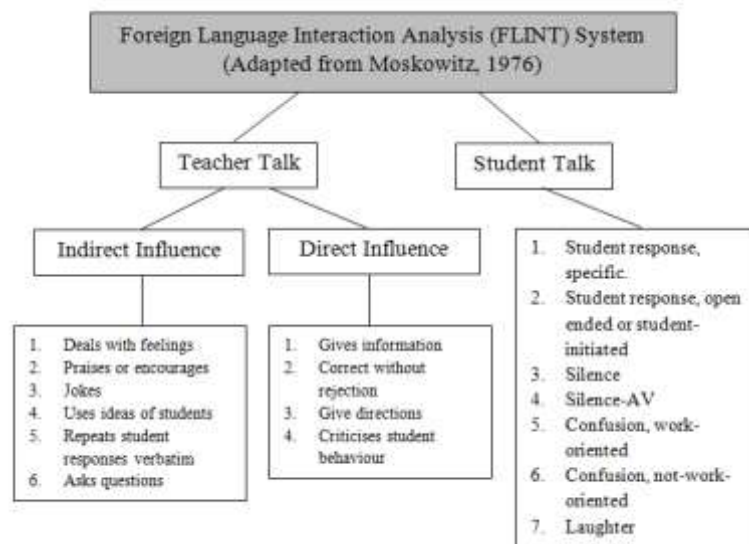 Foreign Language Interaction Analysis (FLINT) System
(Adapted from Moskowitz, 1976)
Teacher Talk
Student Talk
Indirect Influence
Direct Influence
1. Deals with feelings
2. Praises or encourages
3. Jokes
4. Uses ideas of students
5. Repeats student
responses verbatim
6. Asks questions
1. Gives information
2. Correct without
rejection
3. Give directions
4. Criticises student
behaviour
1. Student response,
specific.
2. Student response, open
ended or student-
initiated
3. Silence
4. Silence-AV
5. Confusion, work-
oriented
6. Confusion, not-work-
oriented
7. Laughter